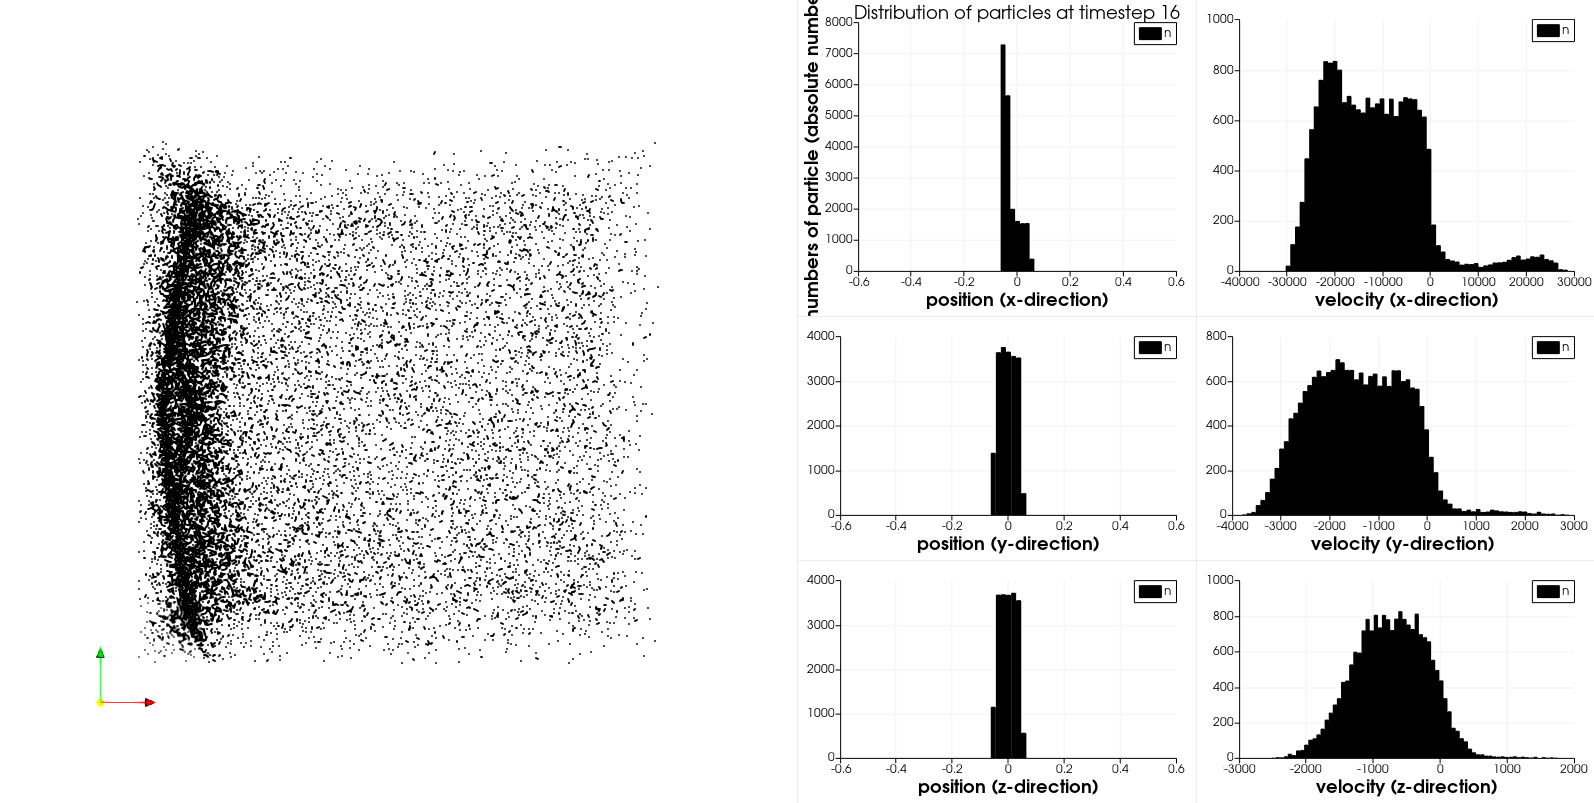 Distribution of particles at timestep 16
numbers of particle (absolute numbe
8000
7000
6000
5000
4000
3000
2000
1000
0
-0.6 -0.4 -0.2 0 0.2 0.4 0.6
position (x-direction)
n
1000
800
600
400
200
0
-40000 -30000 -20000 -10000 0 10000 20000 30000
velocity (x-direction)
n
4000
3000
2000
1000
0
-0.6 -0.4 -0.2 0 0.2 0.4 0.6
position (y-direction)
n
800
600
400
200
0
-4000 -3000 -2000 -1000 0 1000 2000 3000
velocity (y-direction)
n
4000
3000
2000
1000
0
-0.6 -0.4 -0.2 0 0.2 0.4 0.6
position (z-direction)
n
1000
800
600
400
200
0
-3000 -2000 -1000 0 1000 2000
velocity (z-direction)
n